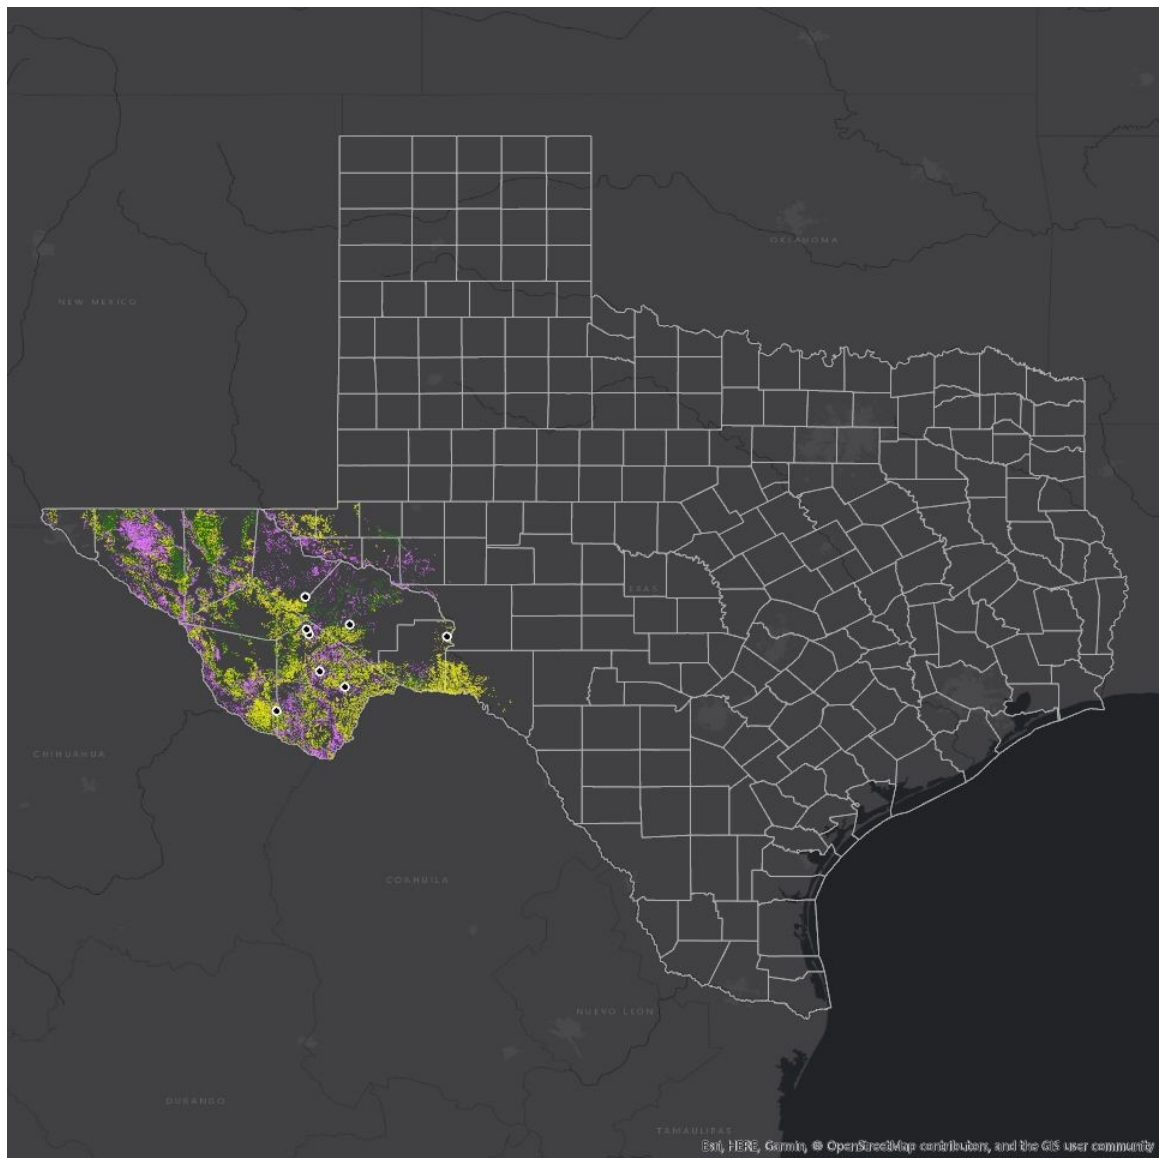 OKLAHOMA
NEW MEXICO
TEXAS
CHIHUAHUA
COAHUILA
NUEVO LEON
DURANGO
TAMAULIPAS
Esri, HERE, Garmin, © OpenStreetMap contributors, and the GIS user community